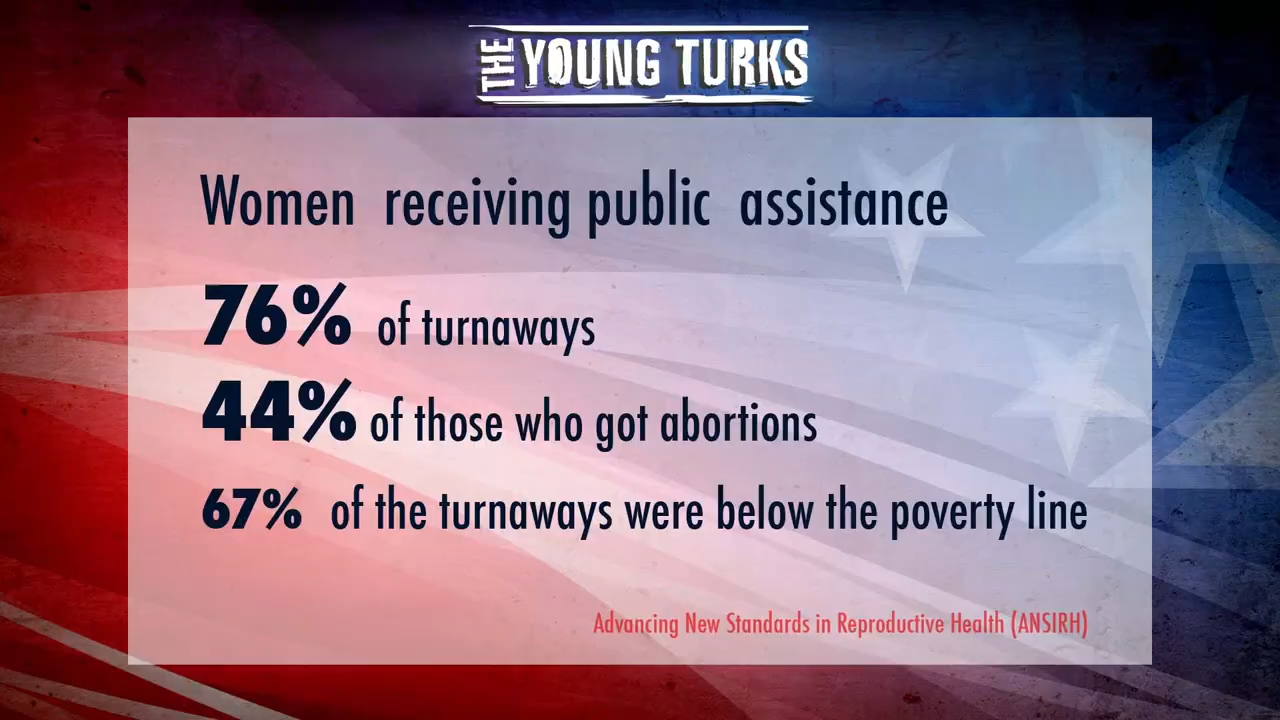 THE YOUNG TURKS
Women receiving public assistance
76% of turnaways
44% of those who got abortions
67% of the turnaways were below the poverty line
Advancing New Standards in Reproductive Health (ANSIRH)